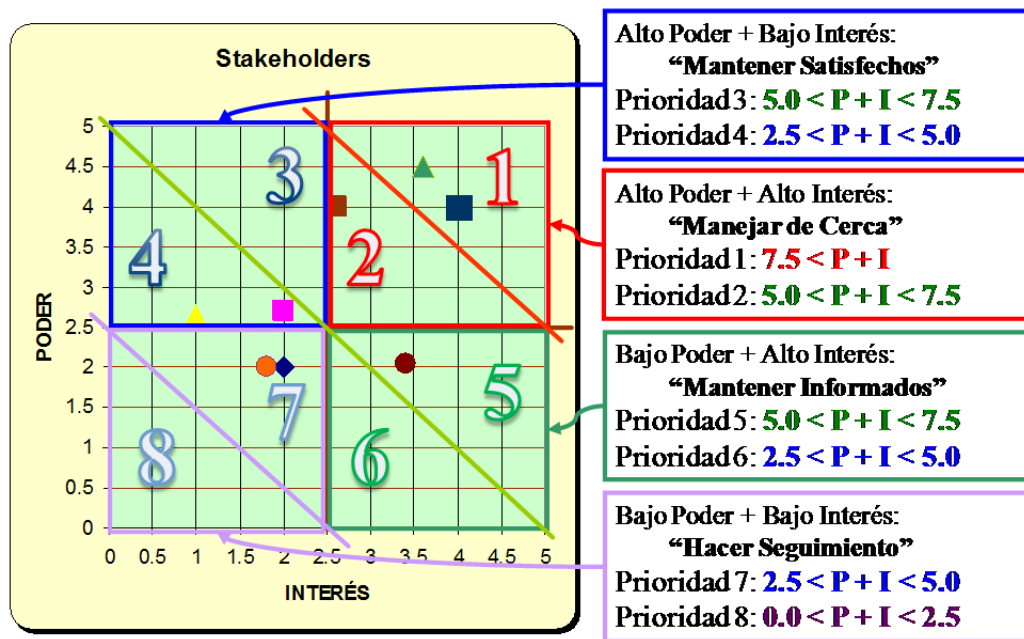 Stakeholders
5
4.5
4
3.5
3
2.5
2
1.5
1
0.5
0
PODER
0 0.5 1 1.5 2 2.5 3 3.5 4 4.5 5
INTERÉS
3
1
4
2
7
5
8
6
Alto Poder + Bajo Interés:
“Mantener Satisfechos”
Prioridad 3: 5.0 < P + I < 7.5
Prioridad 4: 2.5 < P + I < 5.0
Alto Poder + Alto Interés:
“Manejar de Cerca”
Prioridad 1: 7.5 < P + I
Prioridad 2: 5.0 < P + I < 7.5
Bajo Poder + Alto Interés:
“Mantener Informados”
Prioridad 5: 5.0 < P + I < 7.5
Prioridad 6: 2.5 < P + I < 5.0
Bajo Poder + Bajo Interés:
“Hacer Seguimiento”
Prioridad 7: 2.5 < P + I < 5.0
Prioridad 8: 0.0 < P + I < 2.5